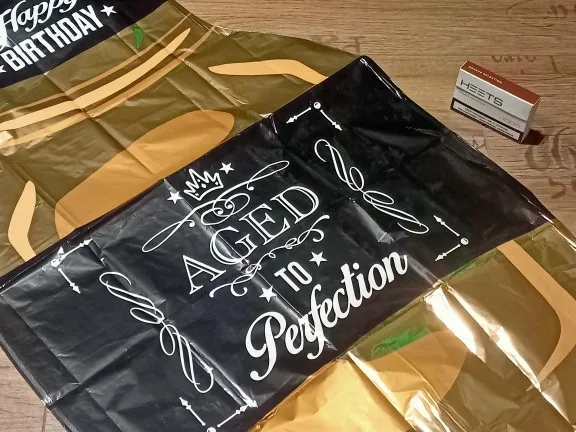 Happy
BIRTHDAY
HEETS
AGED
TO
Perfection